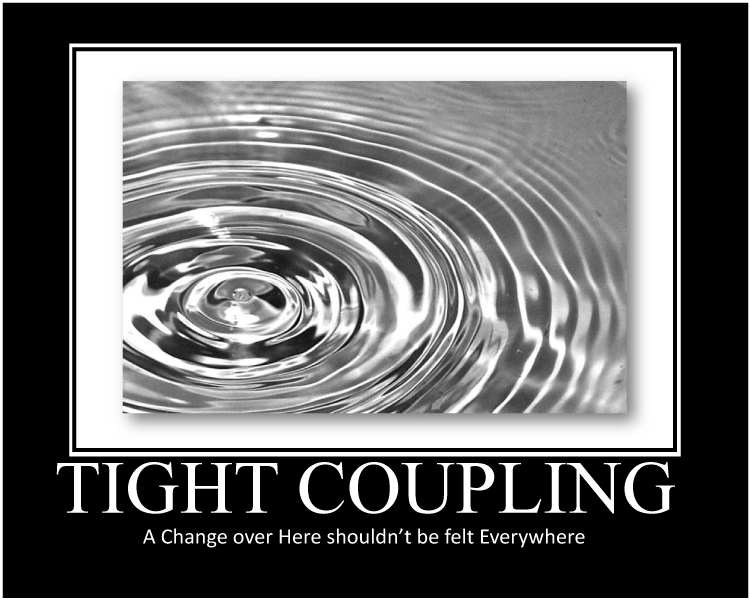 TIGHT COUPLING
A Change over Here shouldn’t be felt Everywhere